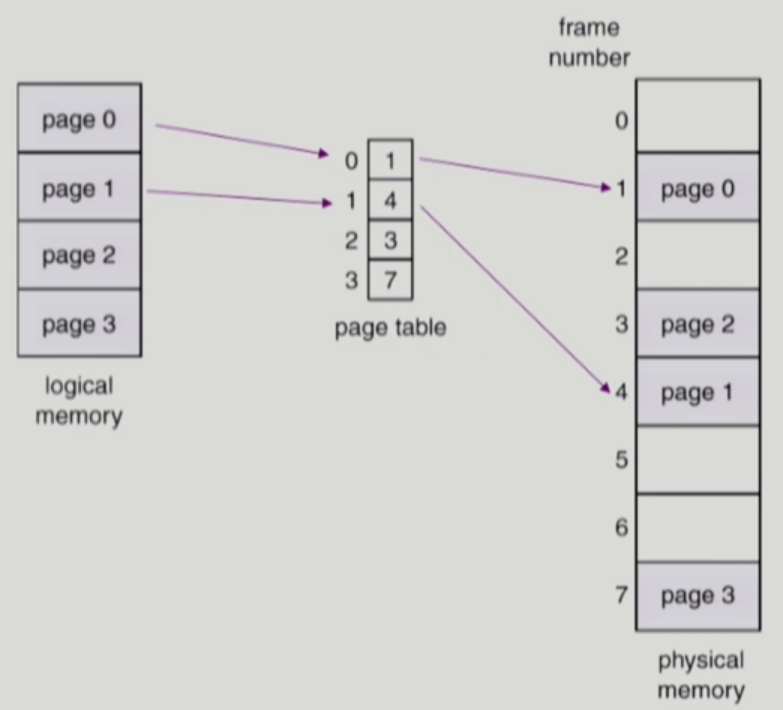 frame
number
page 0
page 1
page 2
page 3
logical
memory
0 1
1 4
2 3
3 7
page table
0
1 page 0
2
3 page 2
4 page 1
5
6
7 page 3
physical
memory